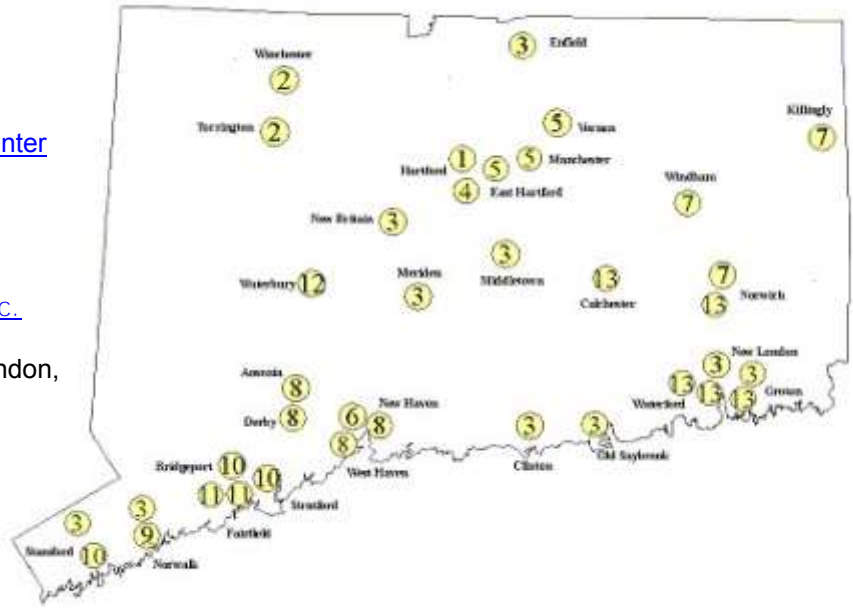 nter
C.
ndon,
Winchester
2
Torrington
2
3
Enfield
5
Vernon
Killingly
7
Hartford
1
5
5
Manchester
4
East Hartford
Windham
7
New Britain
3
3
Middletown
Waterbury
12
Meriden
3
13
Colchester
7
13
Norwich
Ansonia
8
Derby
8
6
New Haven
8
8
West Haven
3
Clinton
3
Old Saybrook
New London
3
3
13
13
13
Waterford
Groton
Bridgeport
10
10
11
11
Stratford
Fairfield
3
3
9
Stamford
10
Norwalk